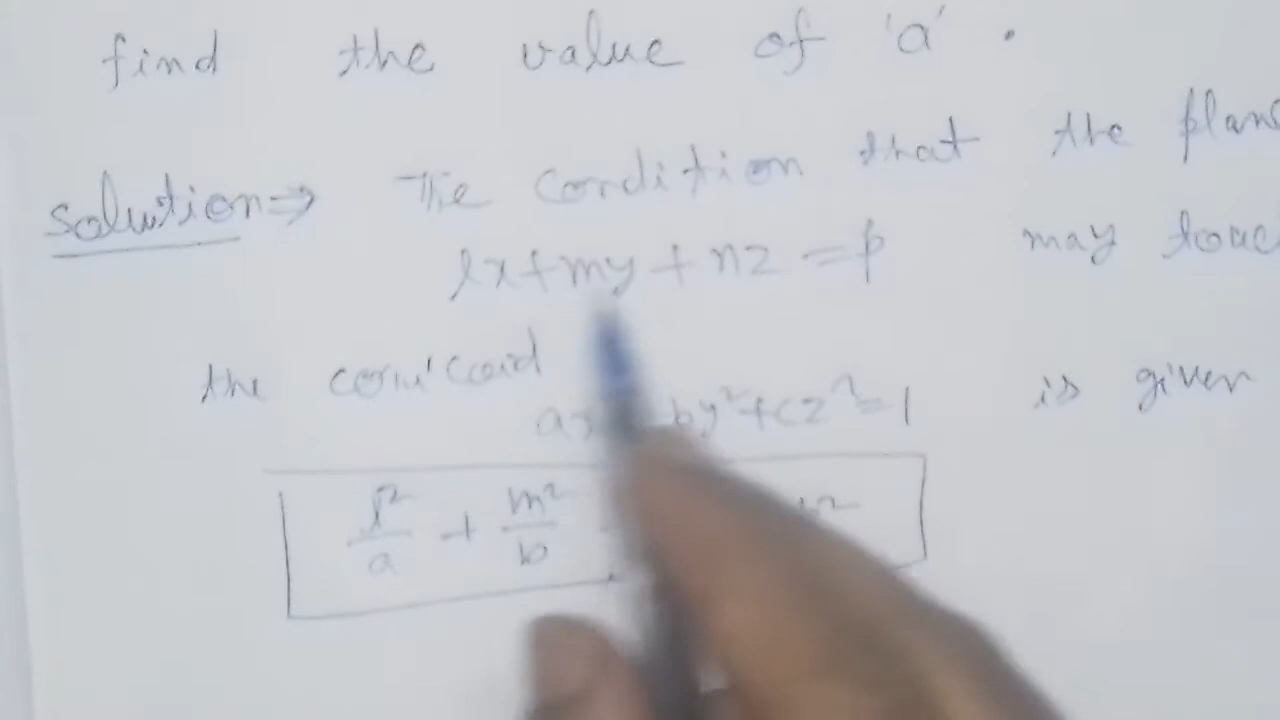 find the value of 'a'.
Solution⇒ The condition that the plane
lx+my+nz=p may touc
the conicoid
by²+cz²=1 is given
l²/a + m²/b